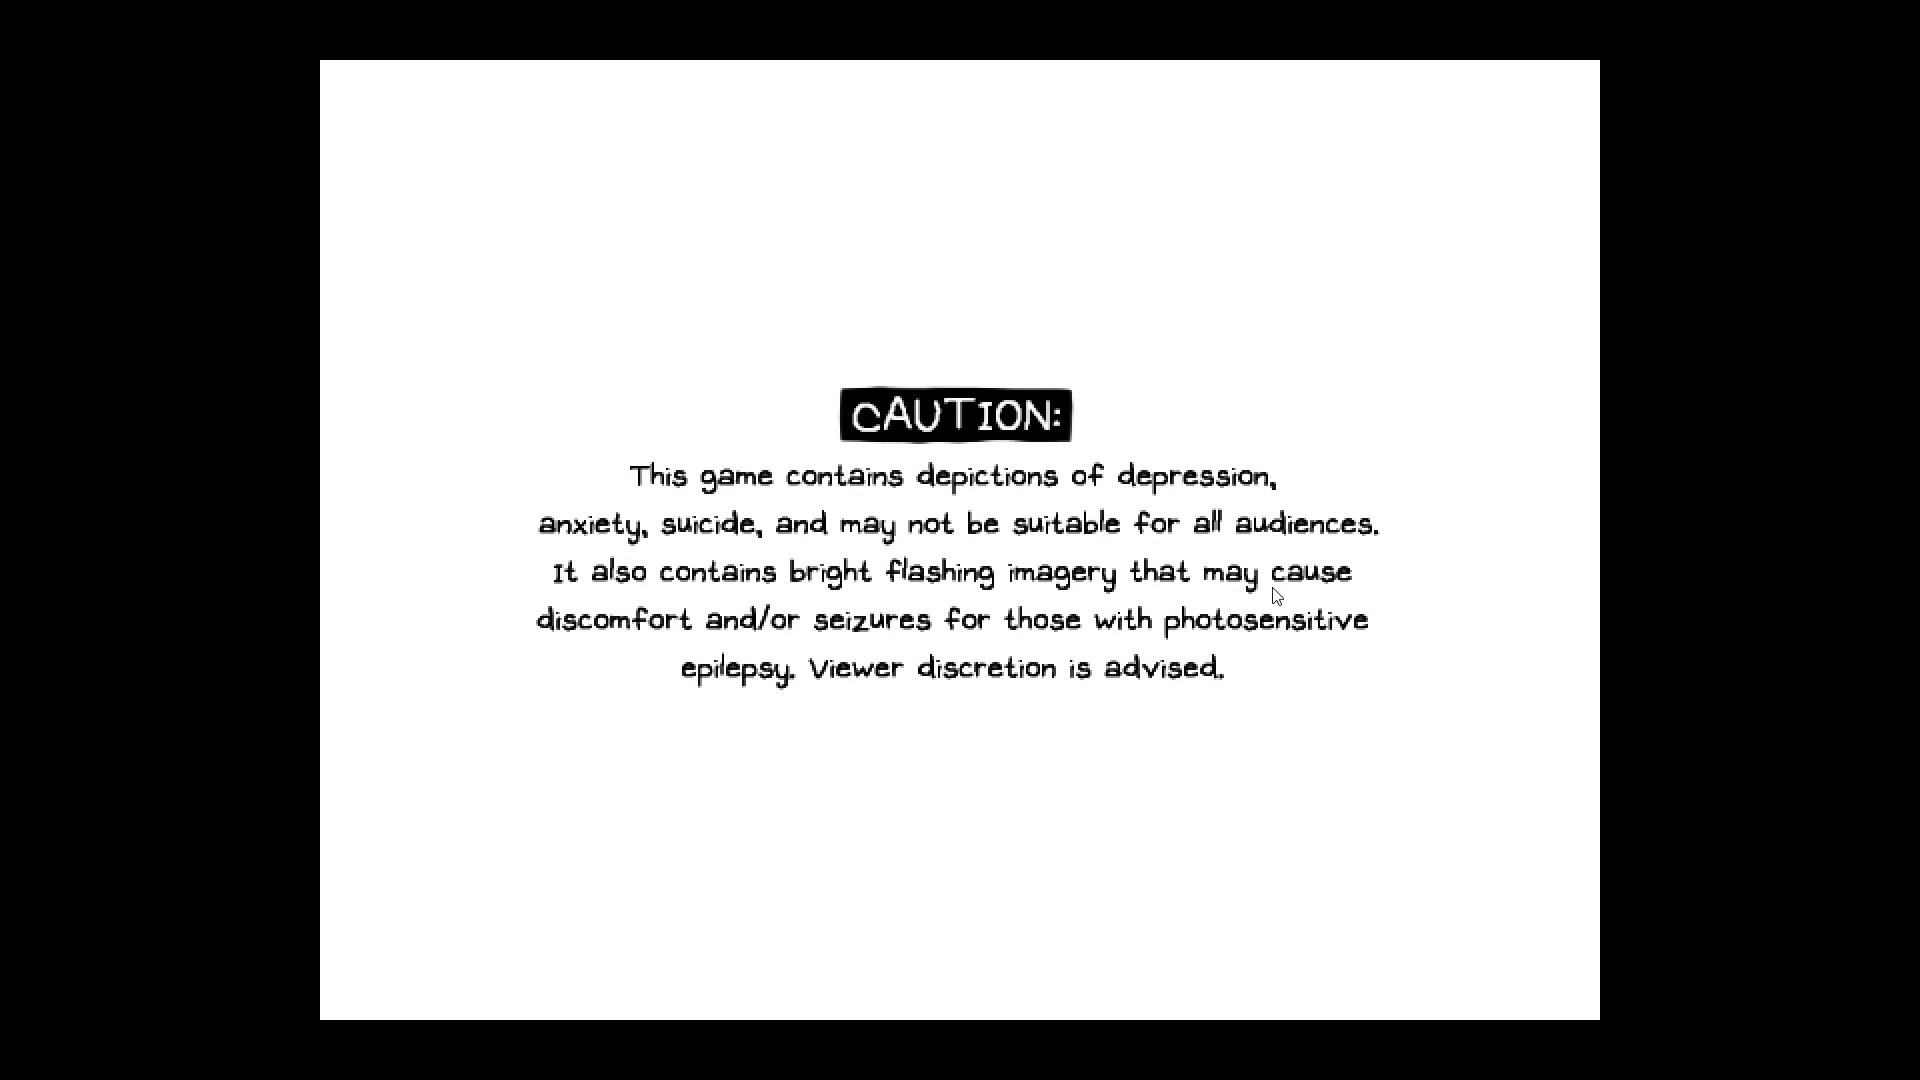 CAUTION:
This game contains depictions of depression,
anxiety, suicide, and may not be suitable for all audiences.
It also contains bright flashing imagery that may cause
discomfort and/or seizures for those with photosensitive
epilepsy. Viewer discretion is advised.